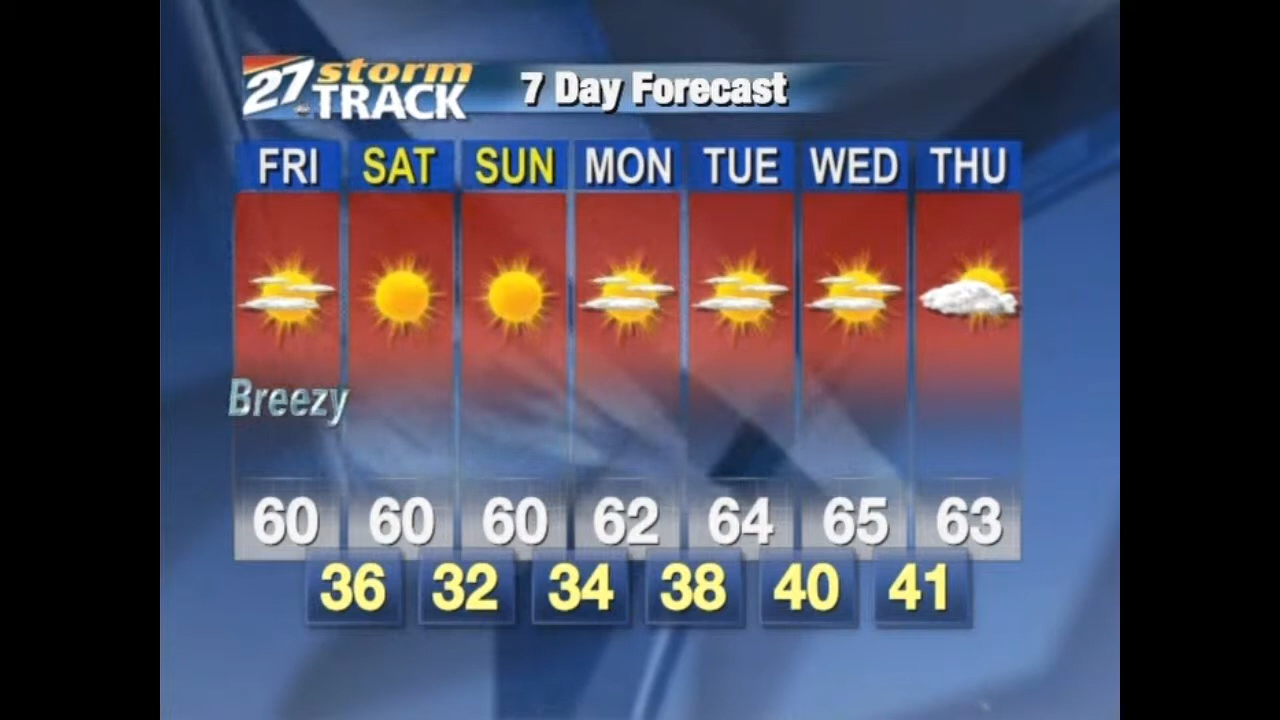 27 storm TRACK
7 Day Forecast
FRI SAT SUN MON TUE WED THU
Breezy
60 60 60 62 64 65 63
36 32 34 38 40 41